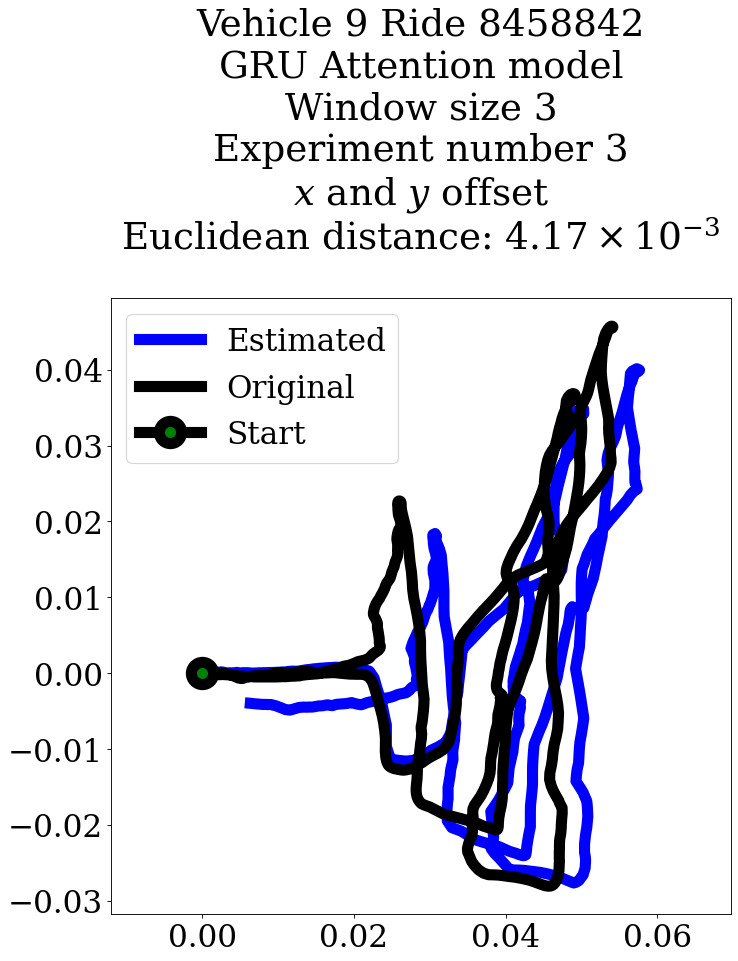 Vehicle 9 Ride 8458842
GRU Attention model
Window size 3
Experiment number 3
x and y offset
Euclidean distance: 4.17 × 10⁻³
Estimated
Original
Start
0.04
0.03
0.02
0.01
0.00
−0.01
−0.02
−0.03
0.00 0.02 0.04 0.06